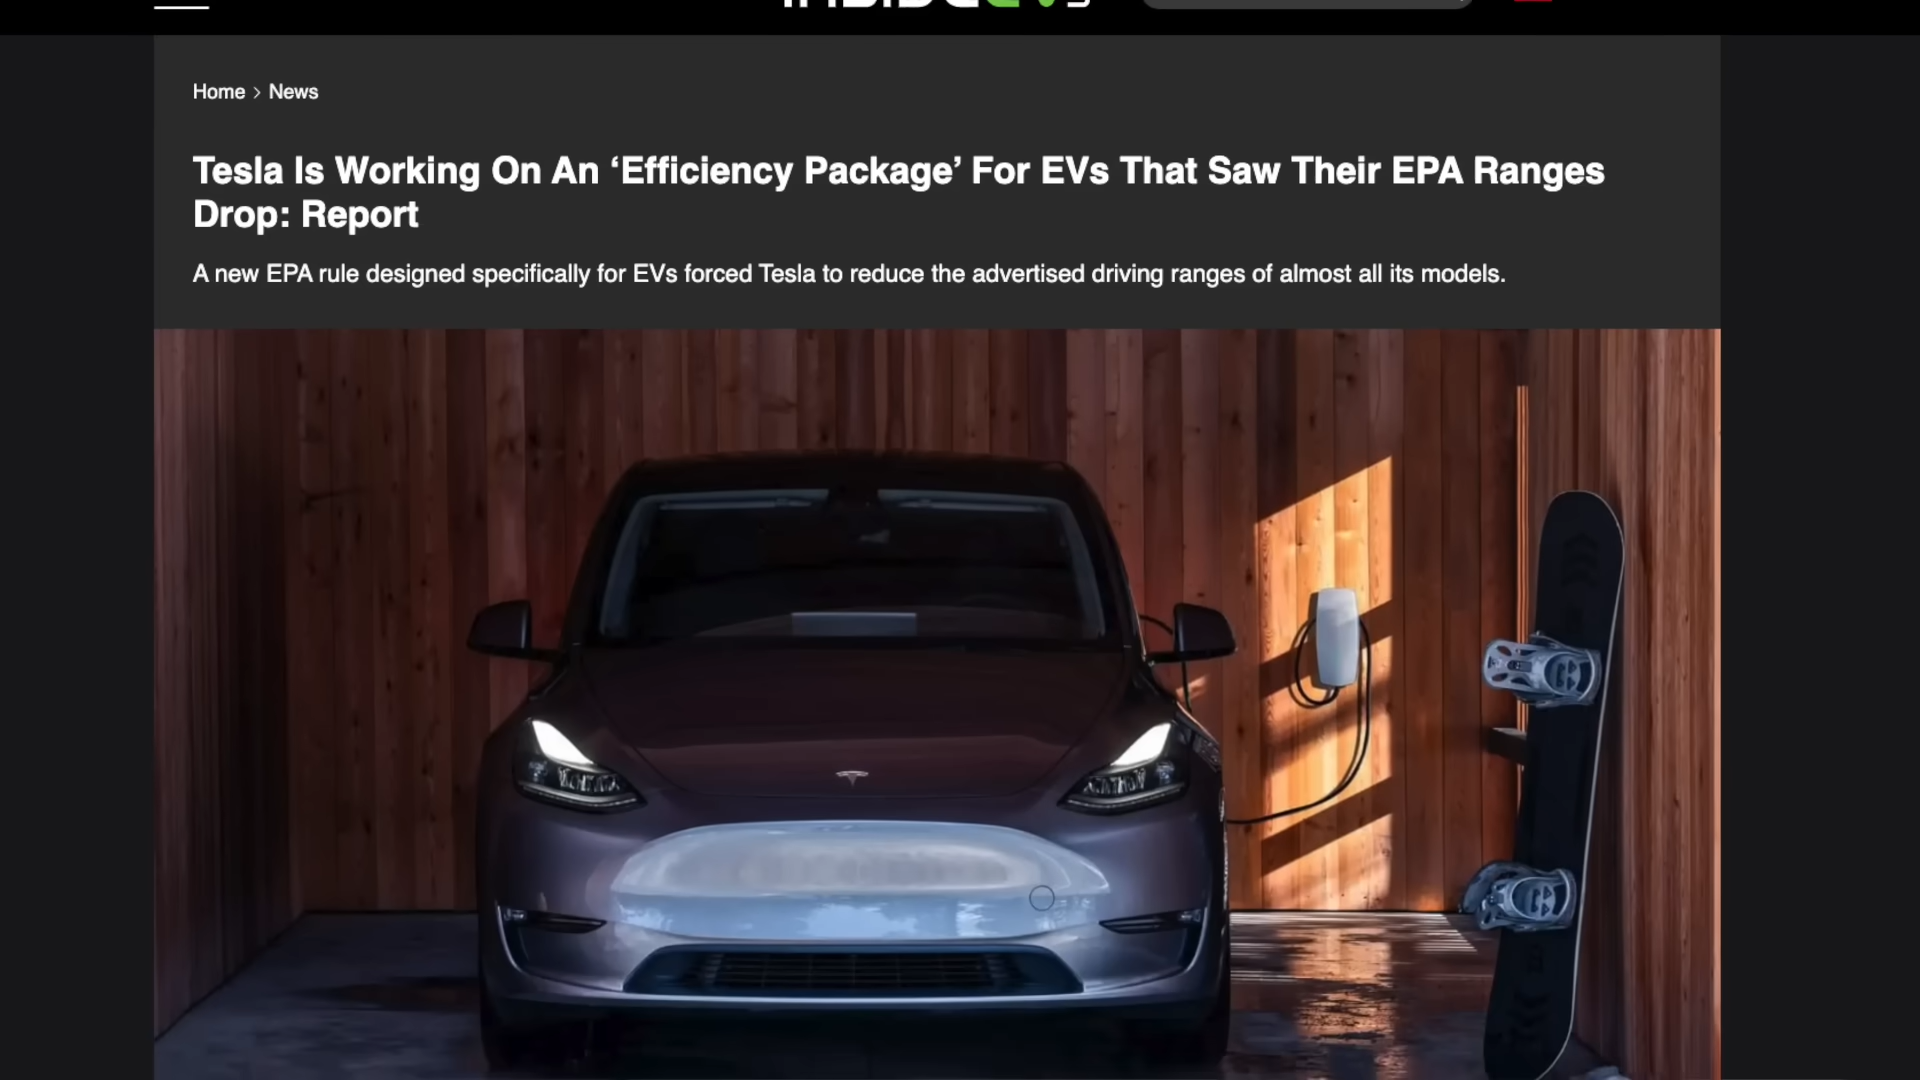 Home > News
Tesla Is Working On An ‘Efficiency Package’ For EVs That Saw Their EPA Ranges
Drop: Report
A new EPA rule designed specifically for EVs forced Tesla to reduce the advertised driving ranges of almost all its models.